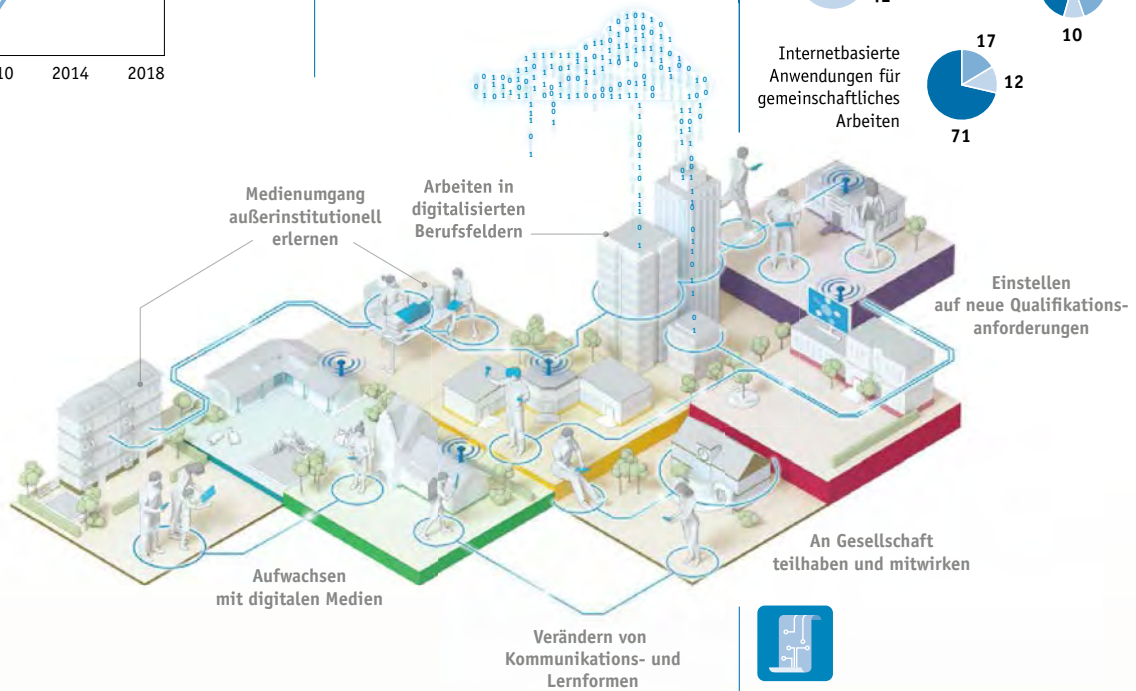 10 2014 2018
10
Internetbasierte
Anwendungen für
gemeinschaftliches
Arbeiten
17
12
71
Medienumgang
außerinstitutionell
erlernen
Arbeiten in
digitalisierten
Berufsfeldern
Einstellen
auf neue Qualifikations-
anforderungen
An Gesellschaft
teilhaben und mitwirken
Aufwachsen
mit digitalen Medien
Verändern von
Kommunikations- und
Lernformen